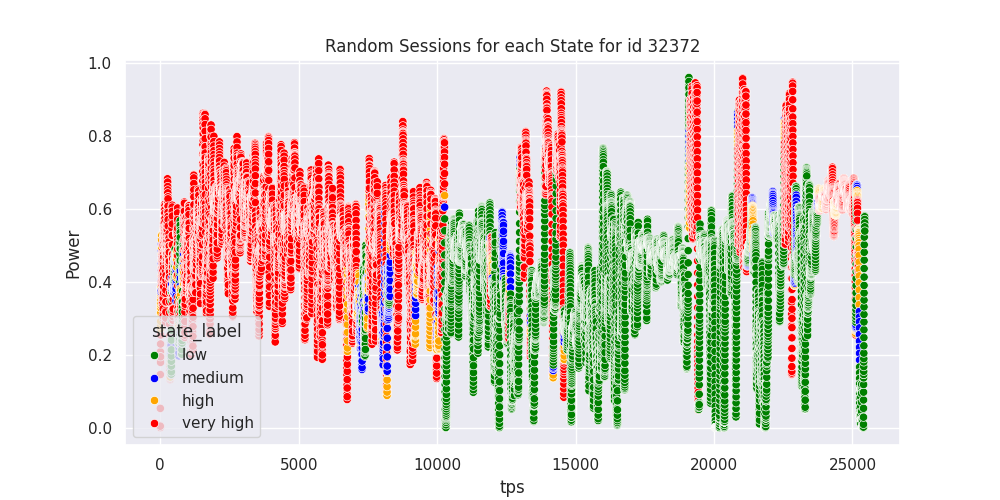 Random Sessions for each State for id 32372
1.0
0.8
0.6
0.4
0.2
0.0
Power
state_label
low
medium
high
very high
0
5000
10000
15000
20000
25000
tps